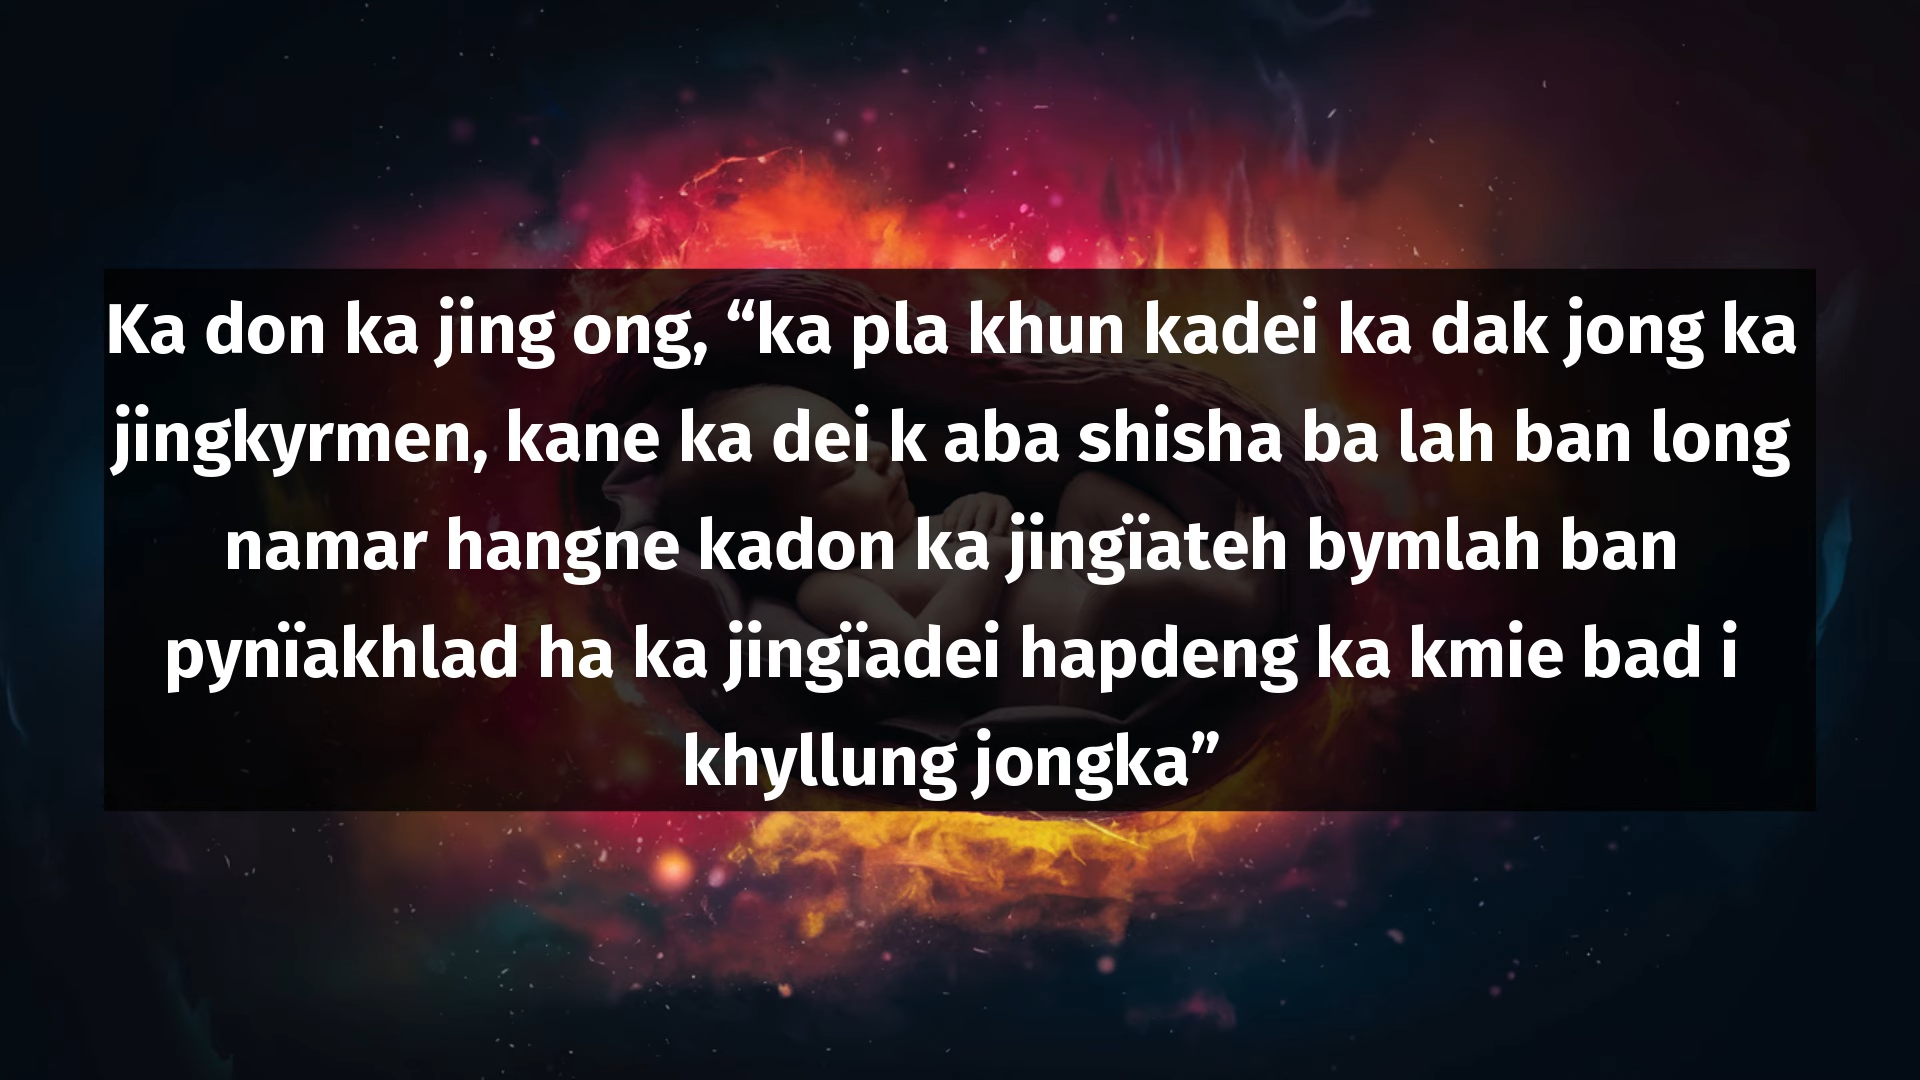 Ka don ka jing ong, “ka pla khun kadei ka dak jong ka
jingkyrmen, kane ka dei k aba shisha ba lah ban long
namar hangne kadon ka jingïateh bymlah ban
pynïakhlad ha ka jingïadei hapdeng ka kmie bad i
khyllung jongka”